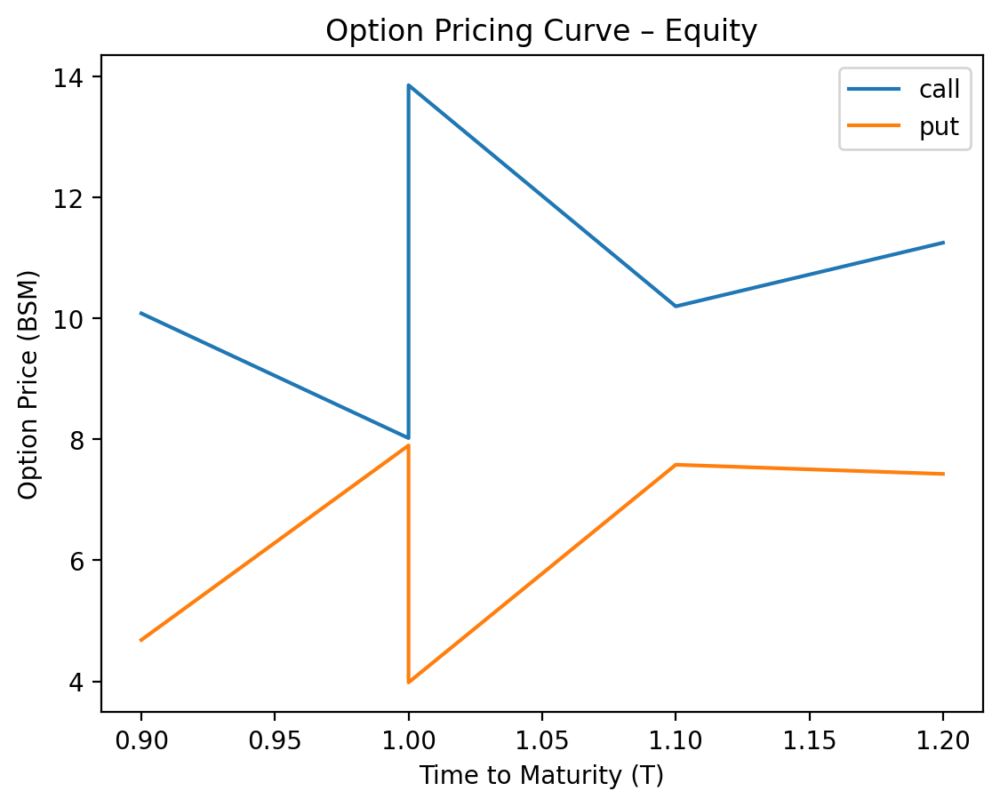 Option Pricing Curve – Equity
call
put
Option Price (BSM)
14
12
10
8
6
4
0.90 0.95 1.00 1.05 1.10 1.15 1.20
Time to Maturity (T)